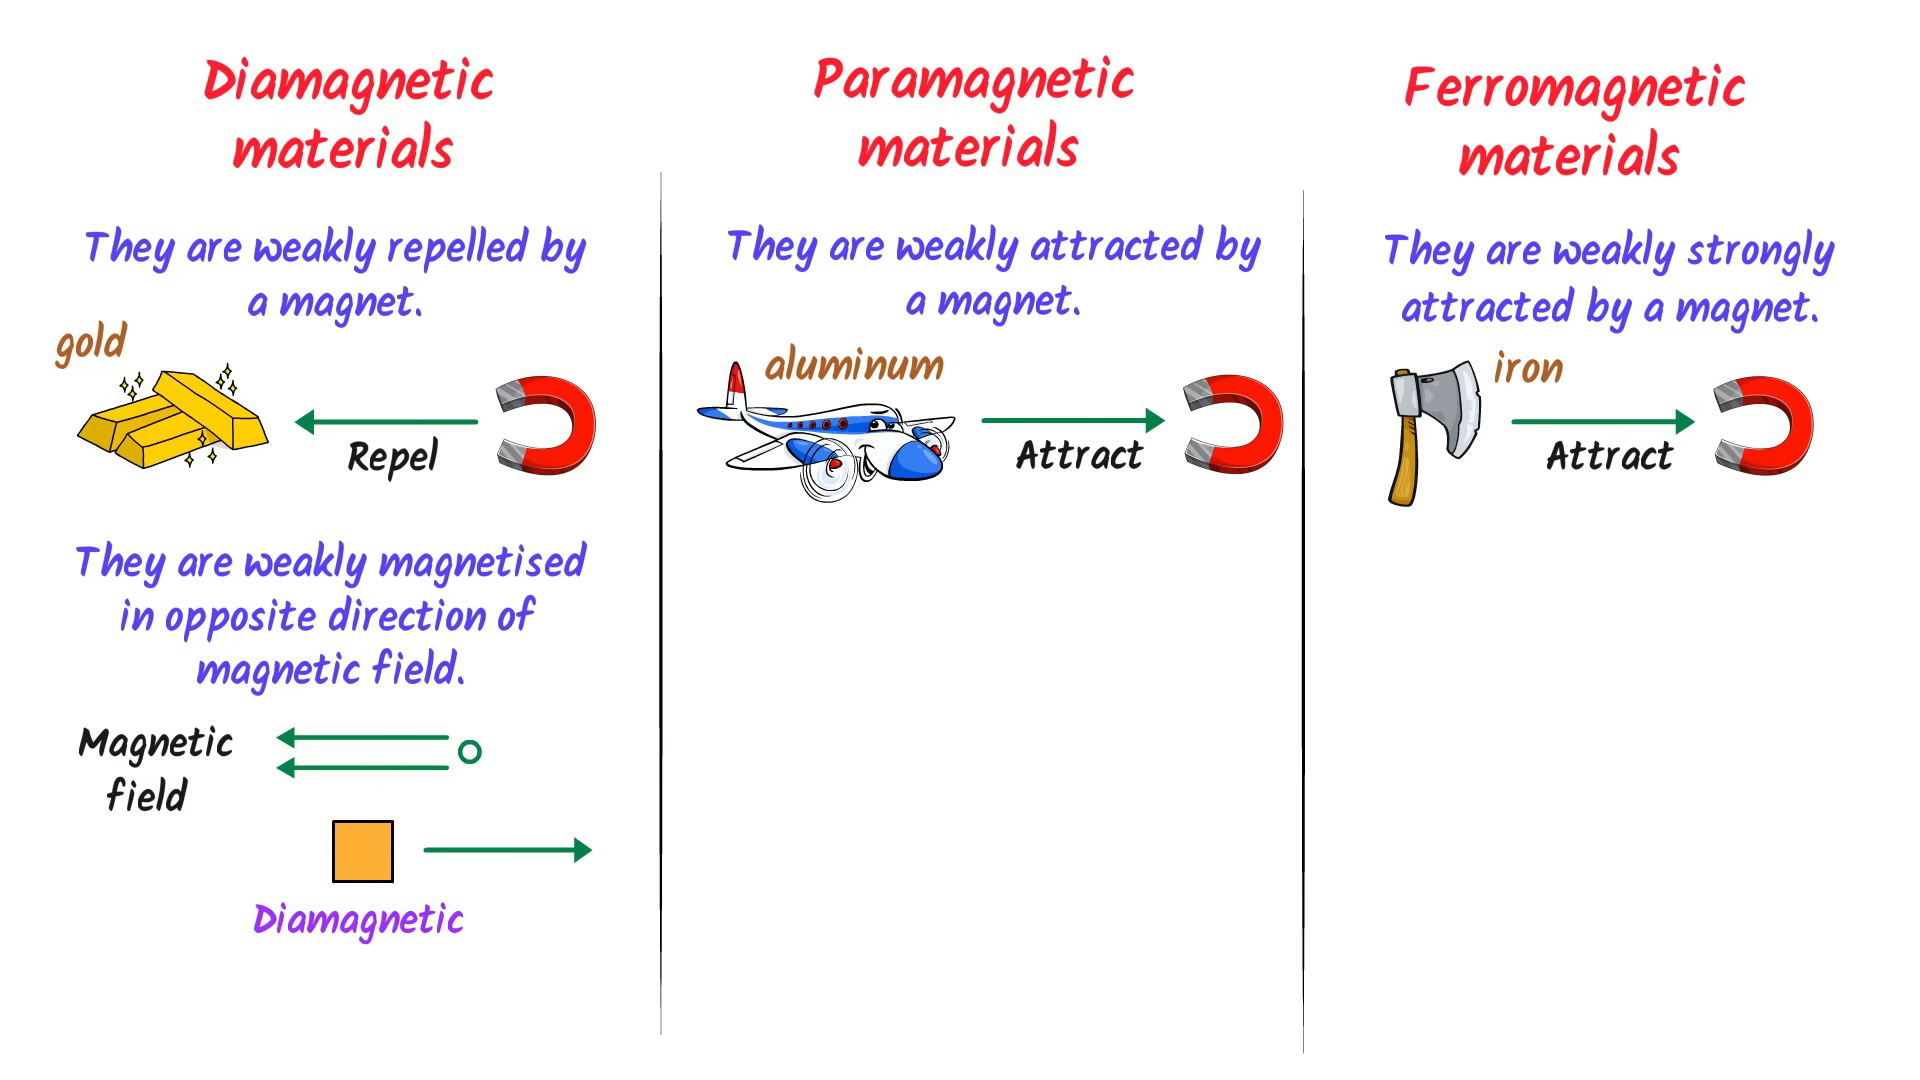 Diamagnetic
materials
They are weakly repelled by
a magnet.
gold
Repel
They are weakly magnetised
in opposite direction of
magnetic field.
Magnetic
field
Diamagnetic
Paramagnetic
materials
They are weakly attracted by
a magnet.
aluminum
Attract
Ferromagnetic
materials
They are weakly strongly
attracted by a magnet.
iron
Attract